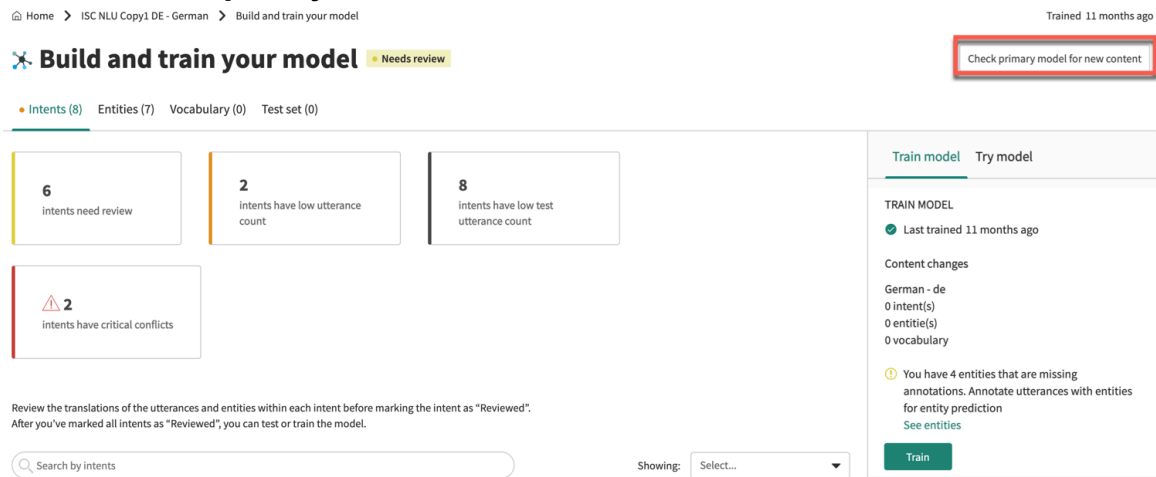 Home > ISC NLU Copy1 DE - German > Build and train your model
Trained 11 months ago
Build and train your model
Needs review
Check primary model for new content
Intents (8) Entities (7) Vocabulary (0) Test set (0)
6
intents need review
2
intents have low utterance
count
8
intents have low test
utterance count
2
intents have critical conflicts
Review the translations of the utterances and entities within each intent before marking the intent as “Reviewed”.
After you’ve marked all intents as “Reviewed”, you can test or train the model.
Search by intents
Showing: Select...
Train model Try model
TRAIN MODEL
Last trained 11 months ago
Content changes
German - de
0 intent(s)
0 entitie(s)
0 vocabulary
You have 4 entities that are missing
annotations. Annotate utterances with entities
for entity prediction
See entities
Train